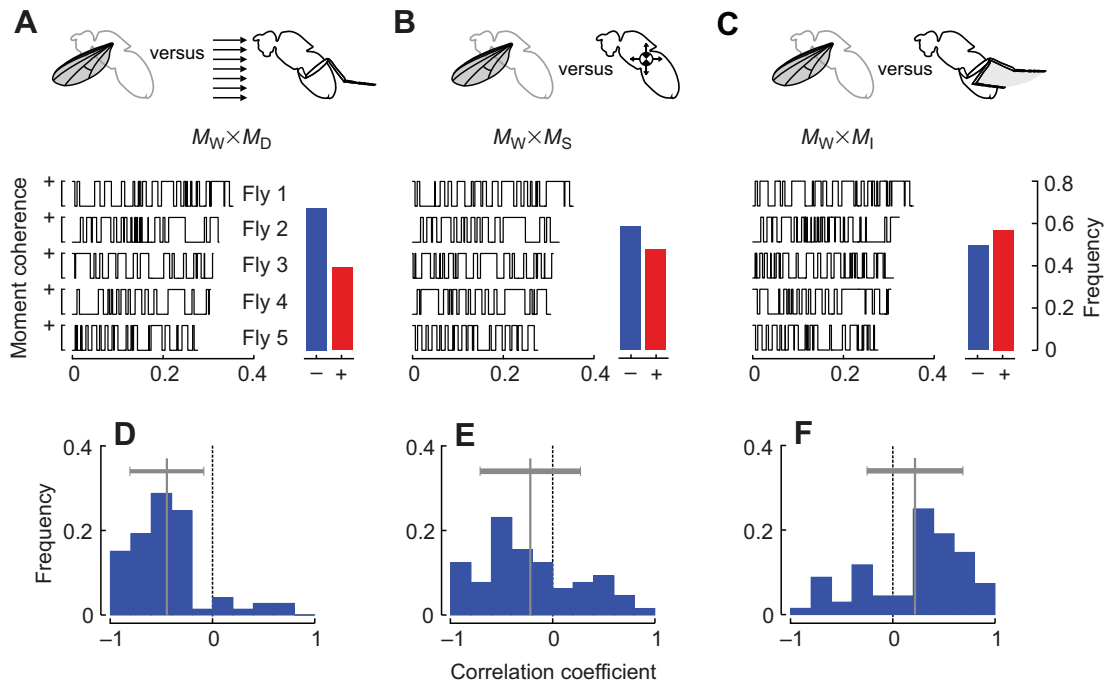 A B C
versus versus versus
MW×MD MW×MS MW×MI
Moment coherence
+ Fly 1
+ Fly 2
+ Fly 3
+ Fly 4
+ Fly 5
0 0.2 0.4 – +
0 0.2 0.4 – +
0 0.2 0.4 – +
0.8
0.6
0.4
0.2
0
Frequency
D E F
Frequency
0.4
0.2
0
–1 0 1
0.4
0.2
0
–1 0 1
0.4
0.2
0
–1 0 1
Correlation coefficient